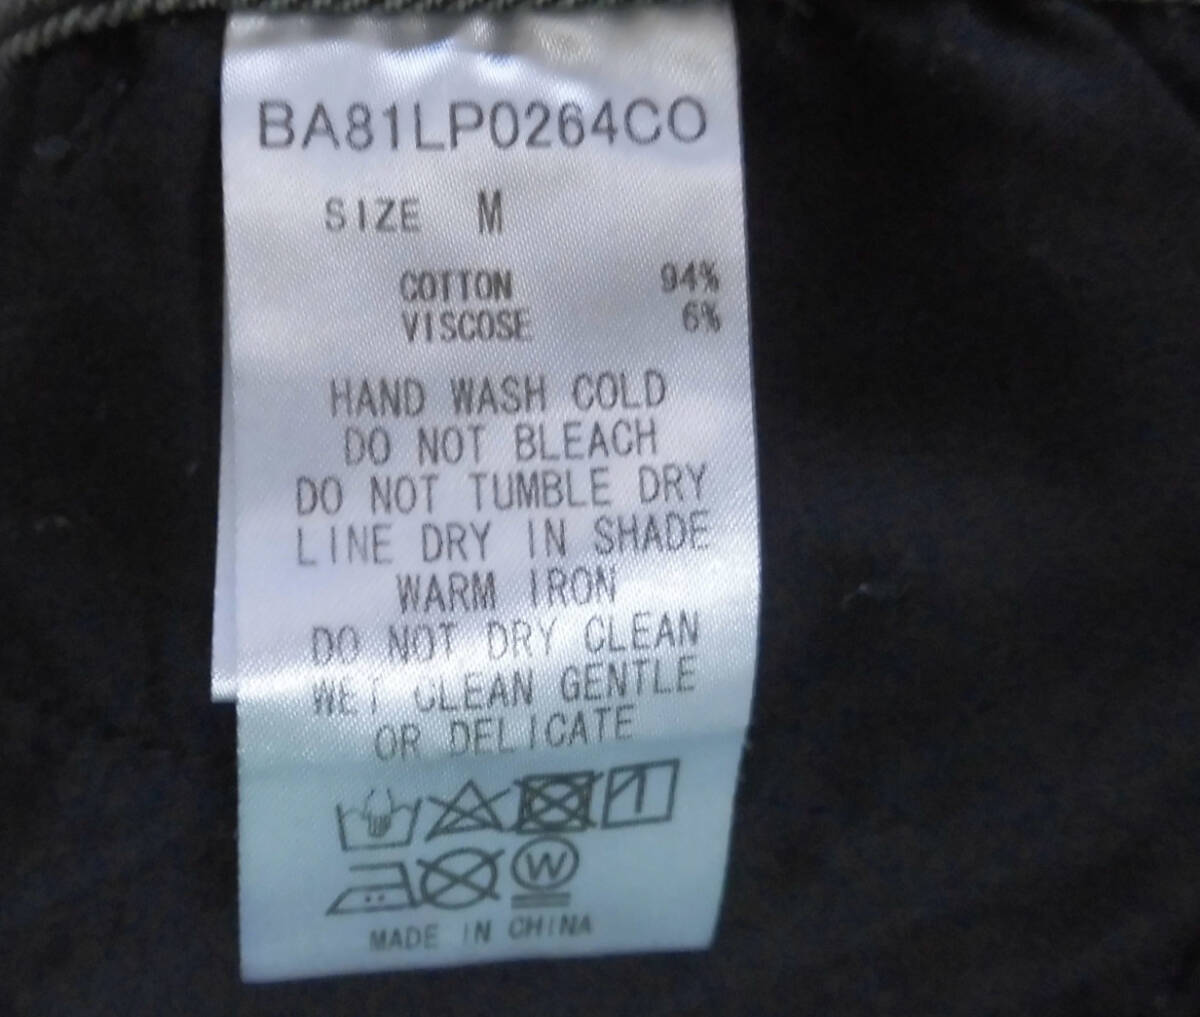 BA81LP0264CO
SIZE M
COTTON 94%
VISCOSE 6%
HAND WASH COLD
DO NOT BLEACH
DO NOT TUMBLE DRY
LINE DRY IN SHADE
WARM IRON
DO NOT DRY CLEAN
WET CLEAN GENTLE
OR DELICATE
W
MADE IN CHINA